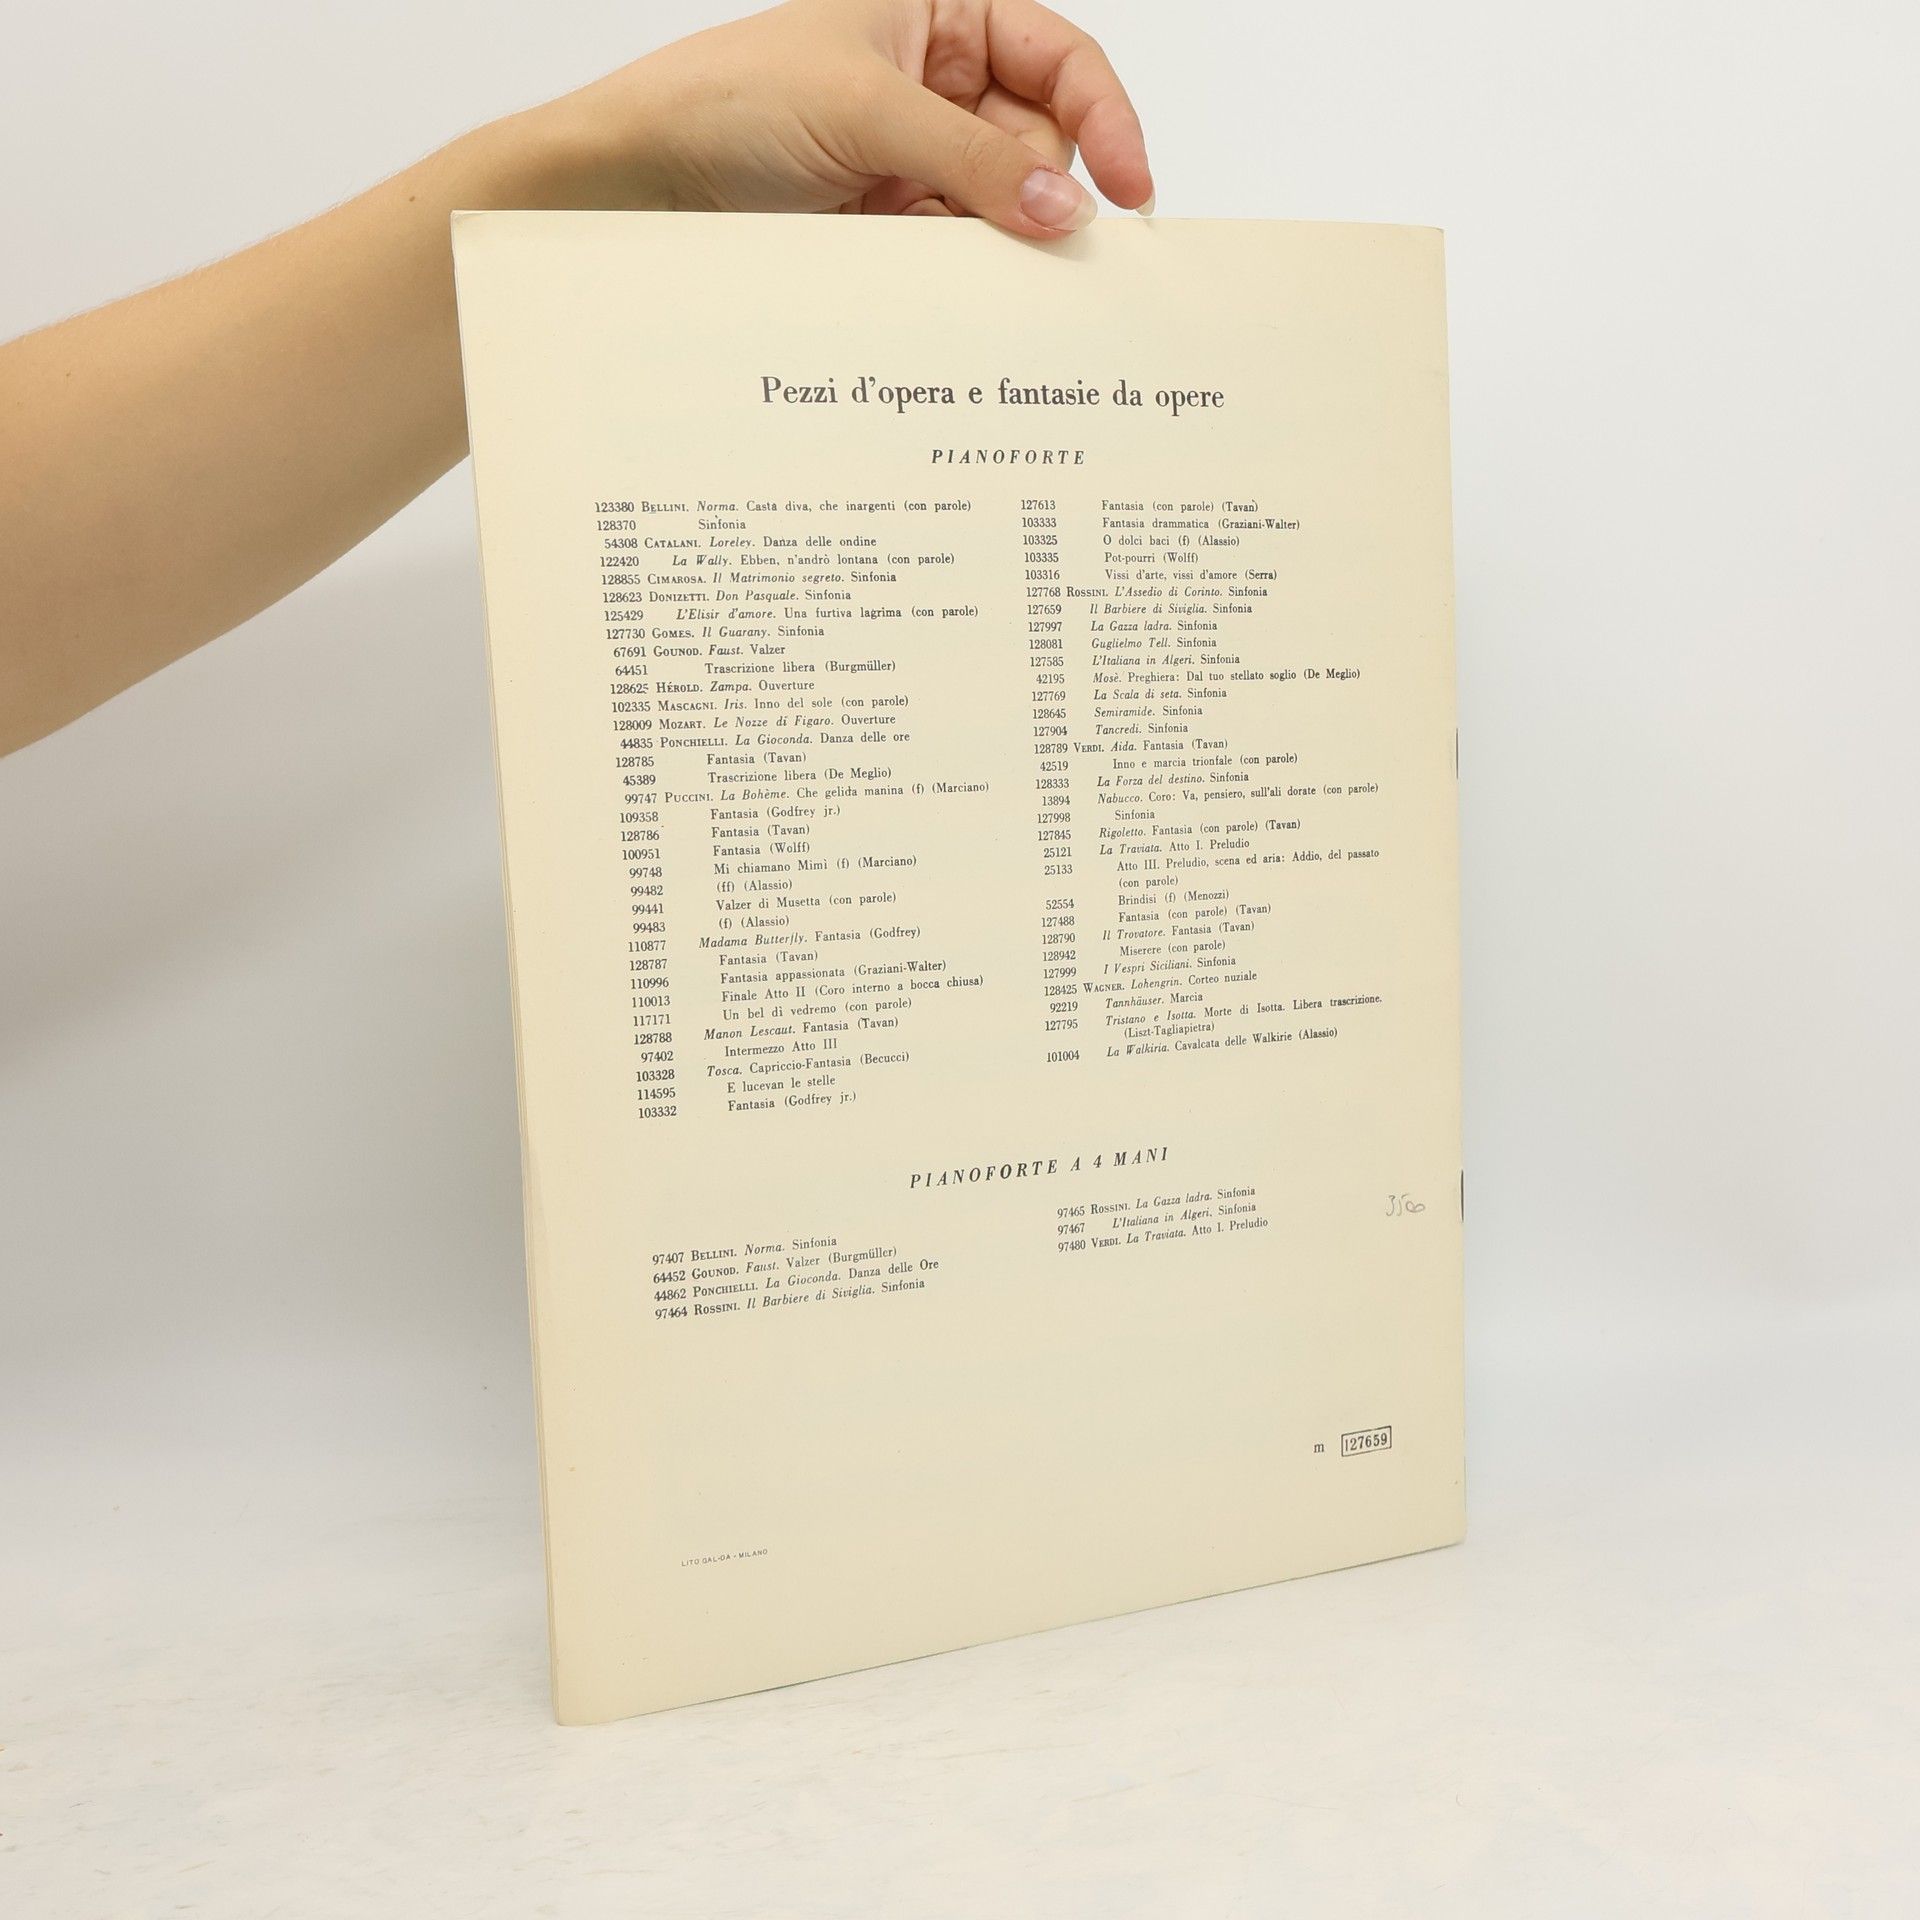 Pezzi d'opera e fantasie da opere
PIANOFORTE
123380 BELLINI. Norma. Casta diva, che inargenti (con parole)
128370 Sinfonia
54308 CATALANI. Loreley. Danza delle ondine
122420 La Wally. Ebben, n'andrò lontana (con parole)
128855 CIMAROSA. Il Matrimonio segreto. Sinfonia
128623 DONIZETTI. Don Pasquale. Sinfonia
125429 L'Elisir d'amore. Una furtiva lagrima (con parole)
127730 GOMES. Il Guarany. Sinfonia
67691 GOUNOD. Faust. Valzer
64451 Trascrizione libera (Burgmüller)
128625 HÉROLD. Zampa. Ouverture
102335 MASCAGNI. Iris. Inno del sole (con parole)
128009 MOZART. Le Nozze di Figaro. Ouverture
44835 PONCHIELLI. La Gioconda. Danza delle ore
128785 Fantasia (Tavan)
45389 Trascrizione libera (De Meglio)
99747 PUCCINI. La Bohème. Che gelida manina (f) (Marciano)
109358 Fantasia (Godfrey jr.)
128786 Fantasia (Tavan)
100951 Fantasia (Wolff)
99748 Mi chiamano Mimì (f) (Marciano)
99482 (ff) (Alassio)
99441 Valzer di Musetta (con parole)
99483 (f) (Alassio)
110877 Madama Butterfly. Fantasia (Godfrey)
128787 Fantasia (Tavan)
110996 Fantasia appassionata (Graziani-Walter)
110013 Finale Atto II (Coro interno a bocca chiusa)
117171 Un bel dì vedremo (con parole)
128788 Manon Lescaut. Fantasia (Tavan)
97402 Intermezzo Atto III
103328 Tosca. Capriccio-Fantasia (Becucci)
114595 E lucevan le stelle
103332 Fantasia (Godfrey jr.)
127613 Fantasia (con parole) (Tavan)
103333 Fantasia drammatica (Graziani-Walter)
103325 O dolci baci (f) (Alassio)
103335 Pot-pourri (Wolff)
103316 Vissi d'arte, vissi d'amore (Serra)
127768 ROSSINI. L'Assedio di Corinto. Sinfonia
127659 Il Barbiere di Siviglia. Sinfonia
127997 La Gazza ladra. Sinfonia
128081 Guglielmo Tell. Sinfonia
127585 L'Italiana in Algeri. Sinfonia
42195 Mosè. Preghiera: Dal tuo stellato soglio (De Meglio)
127769 La Scala di seta. Sinfonia
128645 Semiramide. Sinfonia
127904 Tancredi. Sinfonia
128789 VERDI. Aida. Fantasia (Tavan)
42519 Inno e marcia trionfale (con parole)
128333 La Forza del destino. Sinfonia
13894 Nabucco. Coro: Va, pensiero, sull'ali dorate (con parole)
127998 Sinfonia
127845 Rigoletto. Fantasia (con parole) (Tavan)
25121 La Traviata. Atto I. Preludio
25133 Atto III. Preludio, scena ed aria: Addio, del passato
(con parole)
52554 Brindisi (f) (Menozzi)
127488 Fantasia (con parole) (Tavan)
128790 Il Trovatore. Fantasia (Tavan)
128942 Miserere (con parole)
127999 I Vespri Siciliani. Sinfonia
128425 WAGNER. Lohengrin. Corteo nuziale
92219 Tannhäuser. Marcia
127795 Tristano e Isotta. Morte di Isotta. Libera trascrizione.
(Liszt-Tagliapietra)
101004 La Walkiria. Cavalcata delle Walkirie (Alassio)
PIANOFORTE A 4 MANI
97407 BELLINI. Norma. Sinfonia
64452 GOUNOD. Faust. Valzer (Burgmüller)
44862 PONCHIELLI. La Gioconda. Danza delle Ore
97464 ROSSINI. Il Barbiere di Siviglia. Sinfonia
97465 ROSSINI. La Gazza ladra. Sinfonia
97467 L'Italiana in Algeri. Sinfonia
97480 VERDI. La Traviata. Atto I. Preludio
3500
m 127659
LITO GAL-DA - MILANO